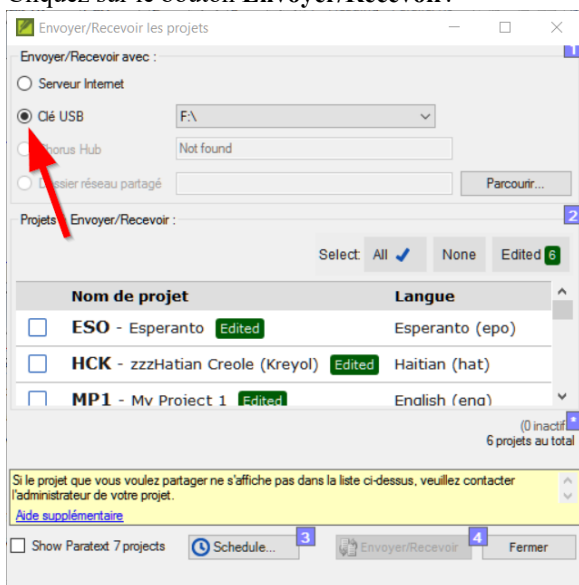 Cliquez sur le bouton Envoyer/Recevoir.
Envoyer/Recevoir les projets
Envoyer/Recevoir avec :
1
Serveur Internet
Clé USB
F:\
Chorus Hub
Not found
Dossier réseau partagé
Parcourir...
Projets Envoyer/Recevoir :
2
Select: All None Edited 6
Nom de projet Langue
ESO - Esperanto Edited Esperanto (epo)
HCK - zzzHatian Creole (Kreyol) Edited Haitian (hat)
MP1 - My Project 1 Edited English (eng)
(0 inactif
*
6 projets au total
Si le projet que vous voulez partager ne s'affiche pas dans la liste ci-dessus, veuillez contacter
l'administrateur de votre projet.
Aide supplémentaire
Show Paratext 7 projects Schedule... 3 Envoyer/Recevoir 4 Fermer